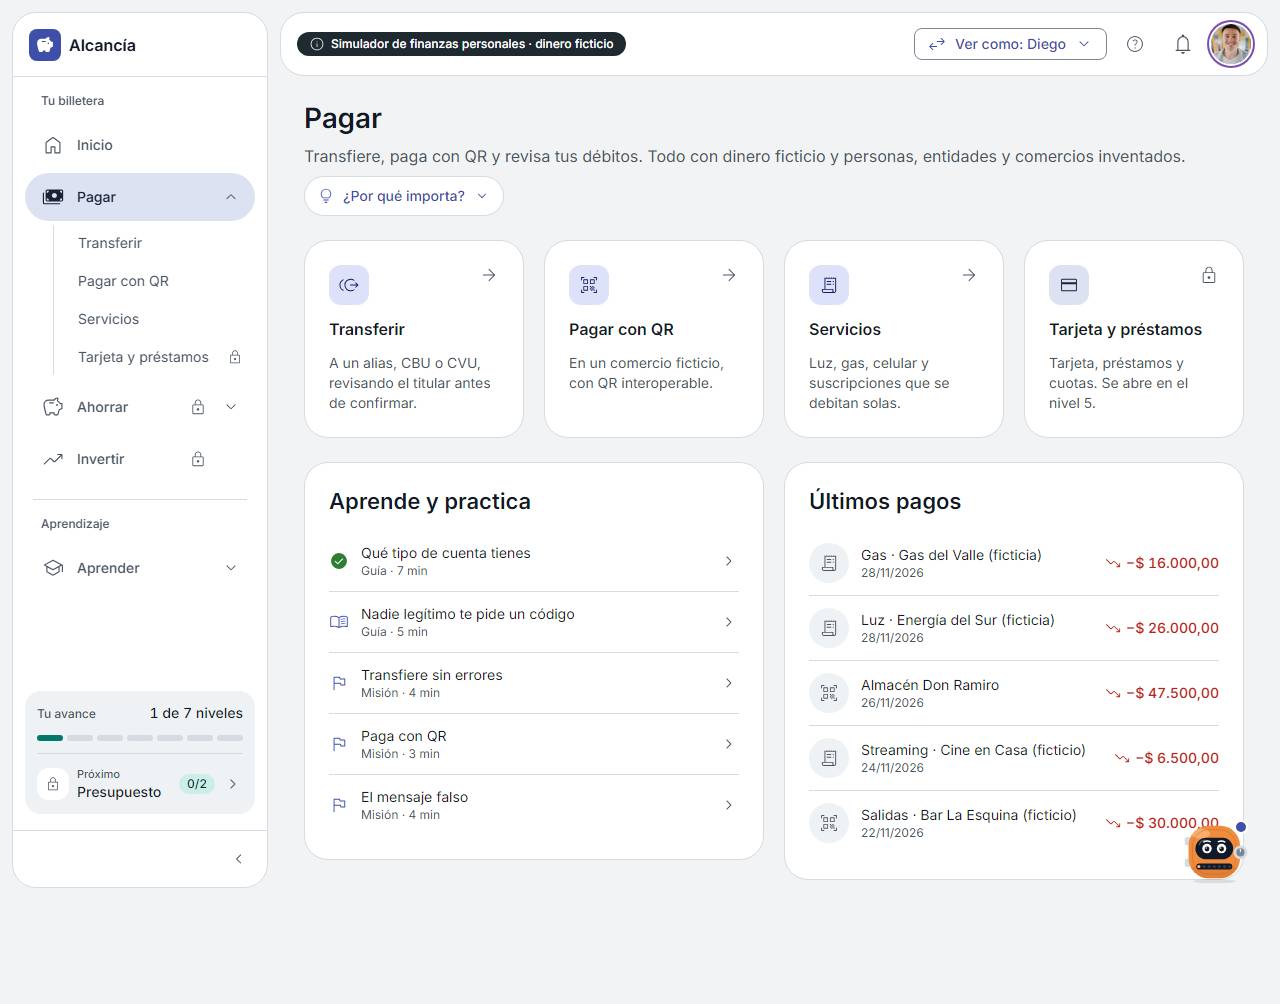 Alcancía
Tu billetera
Inicio
Pagar
Transferir
Pagar con QR
Servicios
Tarjeta y préstamos
Ahorrar
Invertir
Aprendizaje
Aprender
Tu avance
1 de 7 niveles
Próximo
Presupuesto
0/2
Simulador de finanzas personales · dinero ficticio
Ver como: Diego
Pagar
Transfiere, paga con QR y revisa tus débitos. Todo con dinero ficticio y personas, entidades y comercios inventados.
¿Por qué importa?
Transferir
A un alias, CBU o CVU,
revisando el titular antes
de confirmar.
Pagar con QR
En un comercio ficticio,
con QR interoperable.
Servicios
Luz, gas, celular y
suscripciones que se
debitan solas.
Tarjeta y préstamos
Tarjeta, préstamos y
cuotas. Se abre en el
nivel 5.
Aprende y practica
Qué tipo de cuenta tienes
Guía · 7 min
Nadie legítimo te pide un código
Guía · 5 min
Transfiere sin errores
Misión · 4 min
Paga con QR
Misión · 3 min
El mensaje falso
Misión · 4 min
Últimos pagos
Gas · Gas del Valle (ficticia)
28/11/2026
−$ 16.000,00
Luz · Energía del Sur (ficticia)
28/11/2026
−$ 26.000,00
Almacén Don Ramiro
26/11/2026
−$ 47.500,00
Streaming · Cine en Casa (ficticio)
24/11/2026
−$ 6.500,00
Salidas · Bar La Esquina (ficticio)
22/11/2026
−$ 30.000,00